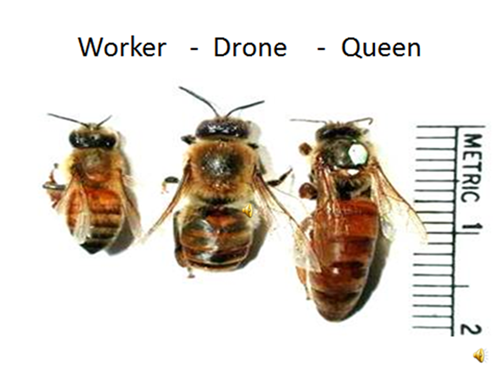 Worker - Drone - Queen
METRIC 1 2